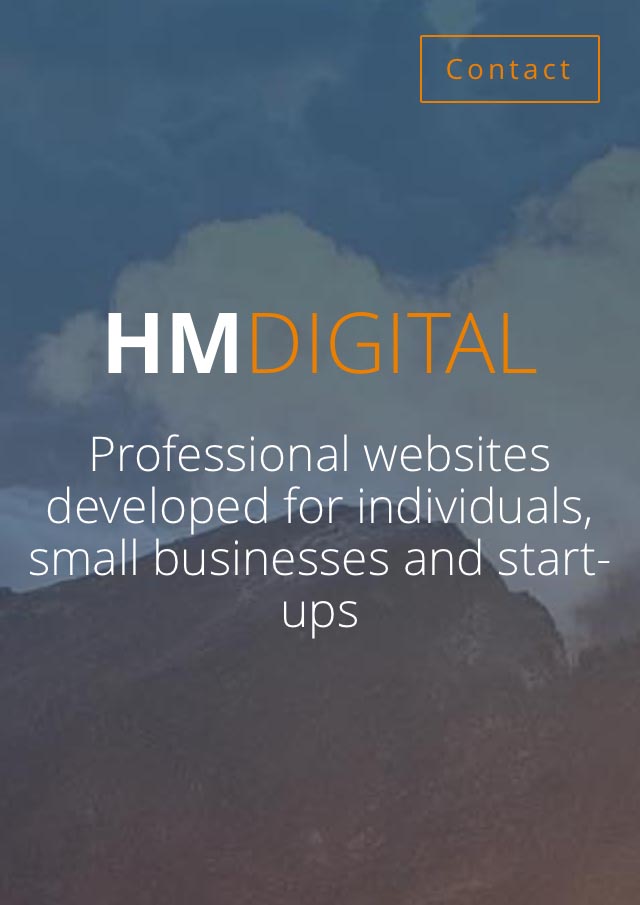 Contact
HMDIGITAL
Professional websites
developed for individuals,
small businesses and start-
ups